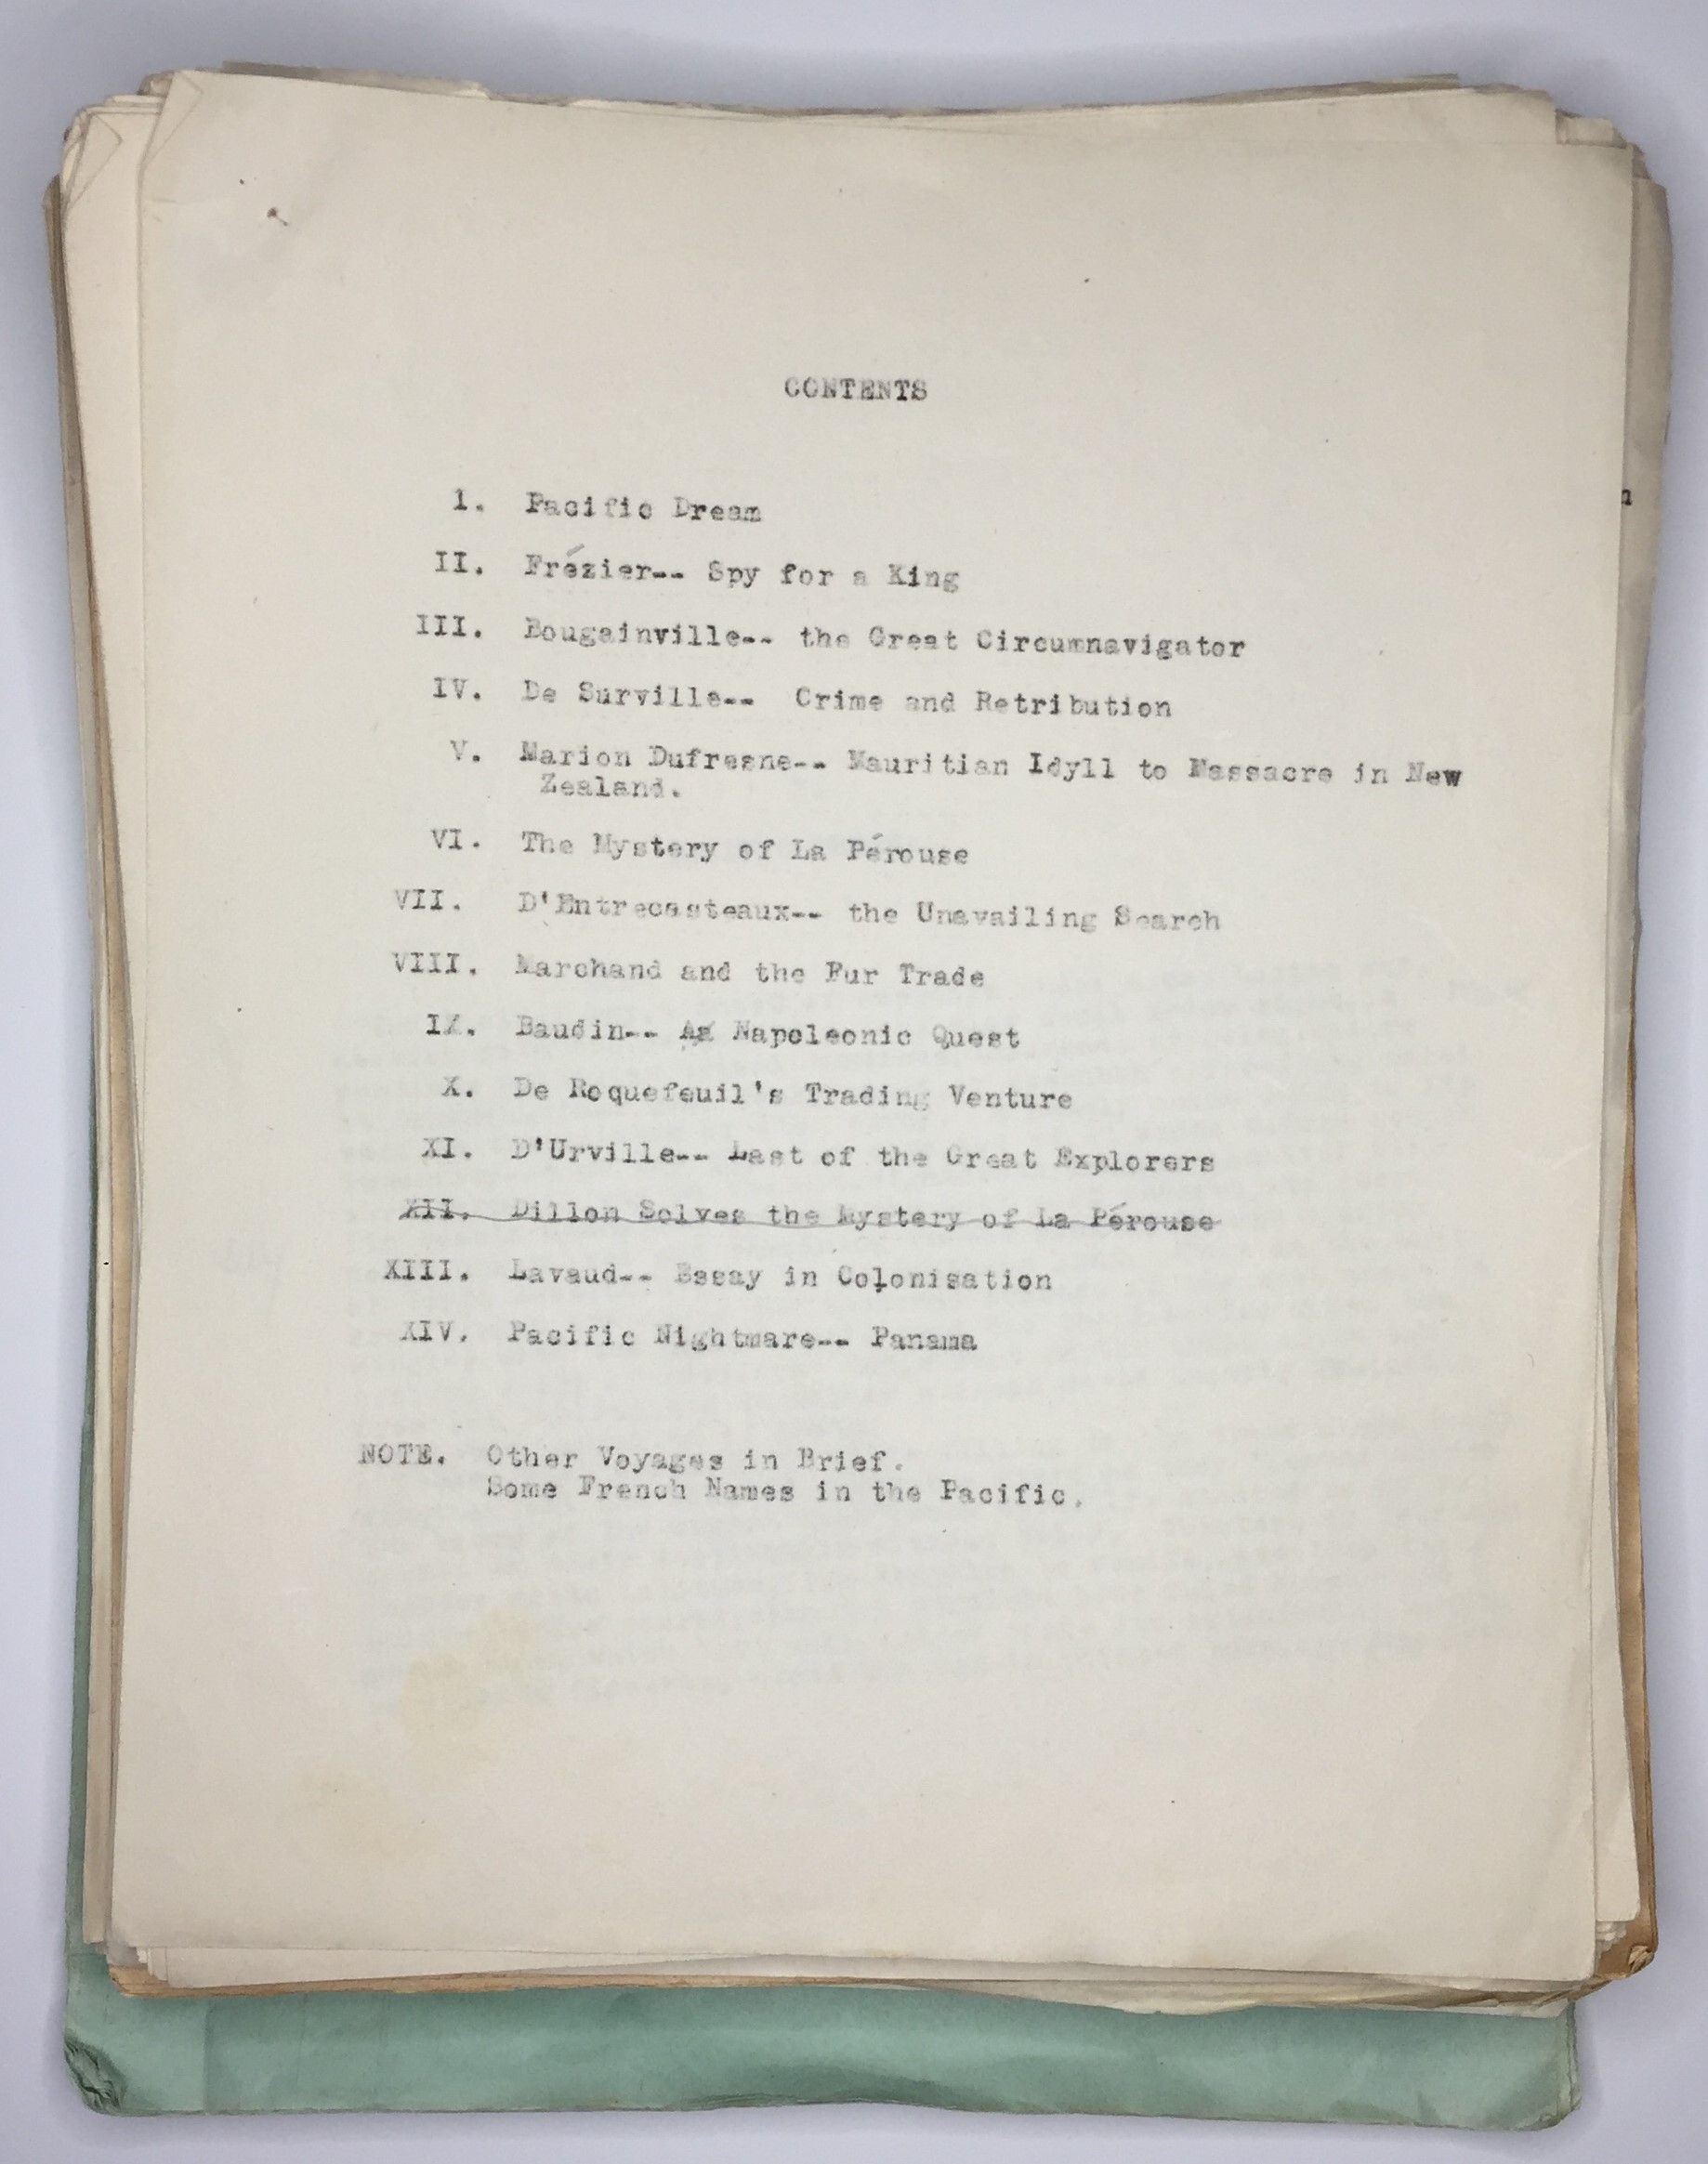 CONTENTS
1. Pacific Dream
II. Frézier-- Spy for a King
III. Bougainville-- the Great Circumnavigator
IV. De Surville-- Crime and Retribution
V. Marion Dufresne-- Mauritian Idyll to Massacre in New
Zealand.
VI. The Mystery of La Pérouse
VII. D'Entrecasteaux-- the Unavailing Search
VIII. Marchand and the Fur Trade
IX. Baudin-- A Napoleonic Quest
X. De Roquefeuil's Trading Venture
XI. D'Urville-- Last of the Great Explorers
XII. Dillon Solves the Mystery of La Pérouse
XIII. Lavaud-- Essay in Colonisation
XIV. Pacific Nightmare-- Panama
NOTE. Other Voyages in Brief.
Some French Names in the Pacific.